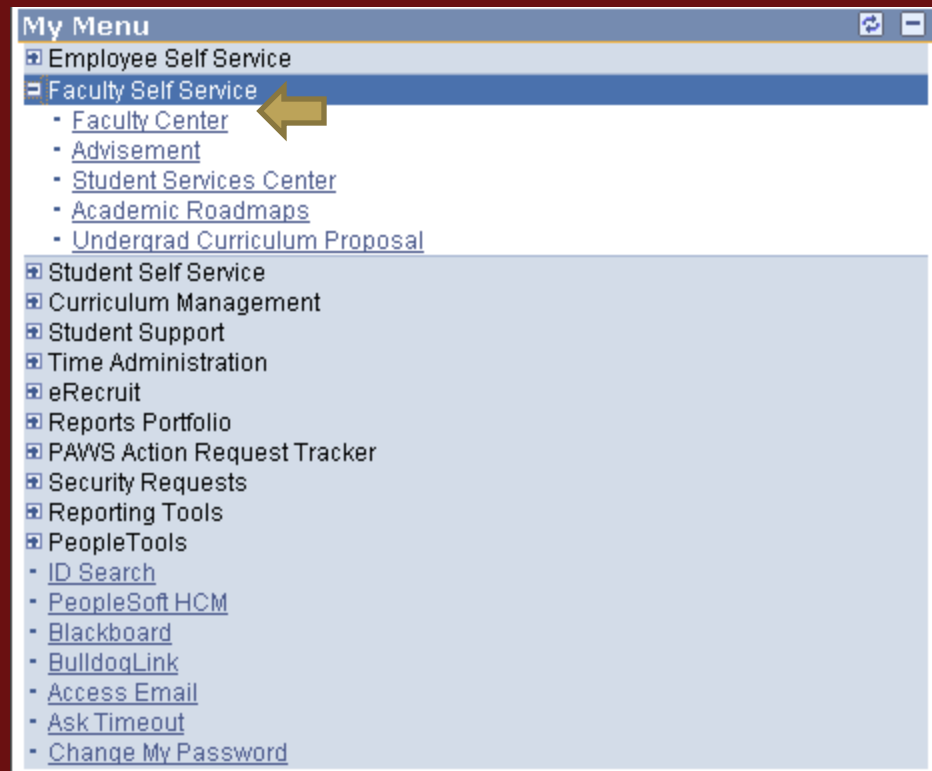 My Menu
Employee Self Service
Faculty Self Service
Faculty Center
Advisement
Student Services Center
Academic Roadmaps
Undergrad Curriculum Proposal
Student Self Service
Curriculum Management
Student Support
Time Administration
eRecruit
Reports Portfolio
PAWS Action Request Tracker
Security Requests
Reporting Tools
PeopleTools
ID Search
PeopleSoft HCM
Blackboard
BulldogLink
Access Email
Ask Timeout
Change My Password